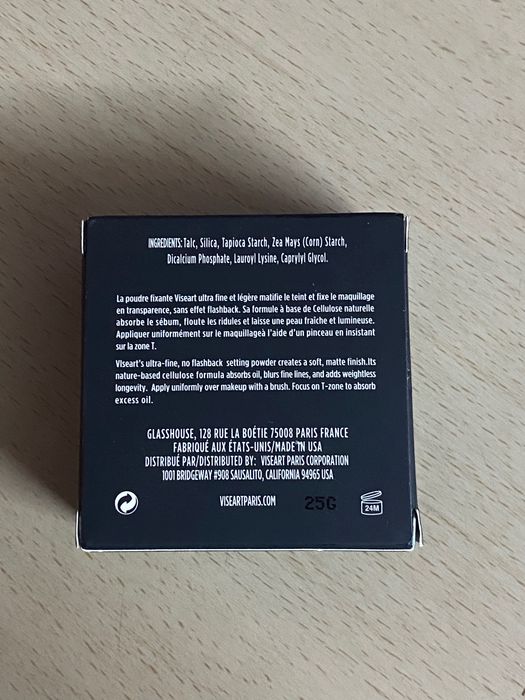 INGREDIENTS: Talc, Silica, Tapioca Starch, Zea Mays (Corn) Starch,
Dicalcium Phosphate, Lauroyl Lysine, Caprylyl Glycol.
La poudre fixante Viseart ultra fine et légère matifie le teint et fixe le maquillage
en transparence, sans effet flashback. Sa formule à base de Cellulose naturelle
absorbe le sébum, floute les ridules et laisse une peau fraîche et lumineuse.
Appliquer uniformément sur le maquillageà l'aide d'un pinceau en insistant
sur la zone T.
Viseart's ultra-fine, no flashback setting powder creates a soft, matte finish.Its
nature-based cellulose formula absorbs oil, blurs fine lines, and adds weightless
longevity. Apply uniformly over makeup with a brush. Focus on T-zone to absorb
excess oil.
GLASSHOUSE, 128 RUE LA BOÉTIE 75008 PARIS FRANCE
FABRIQUÉ AUX ÉTATS-UNIS/MADE IN USA
DISTRIBUÉ PAR/DISTRIBUTED BY: VISEART PARIS CORPORATION
1001 BRIDGEWAY #908 SAUSALITO, CALIFORNIA 94965 USA
VISEARTPARIS.COM 25G 24M